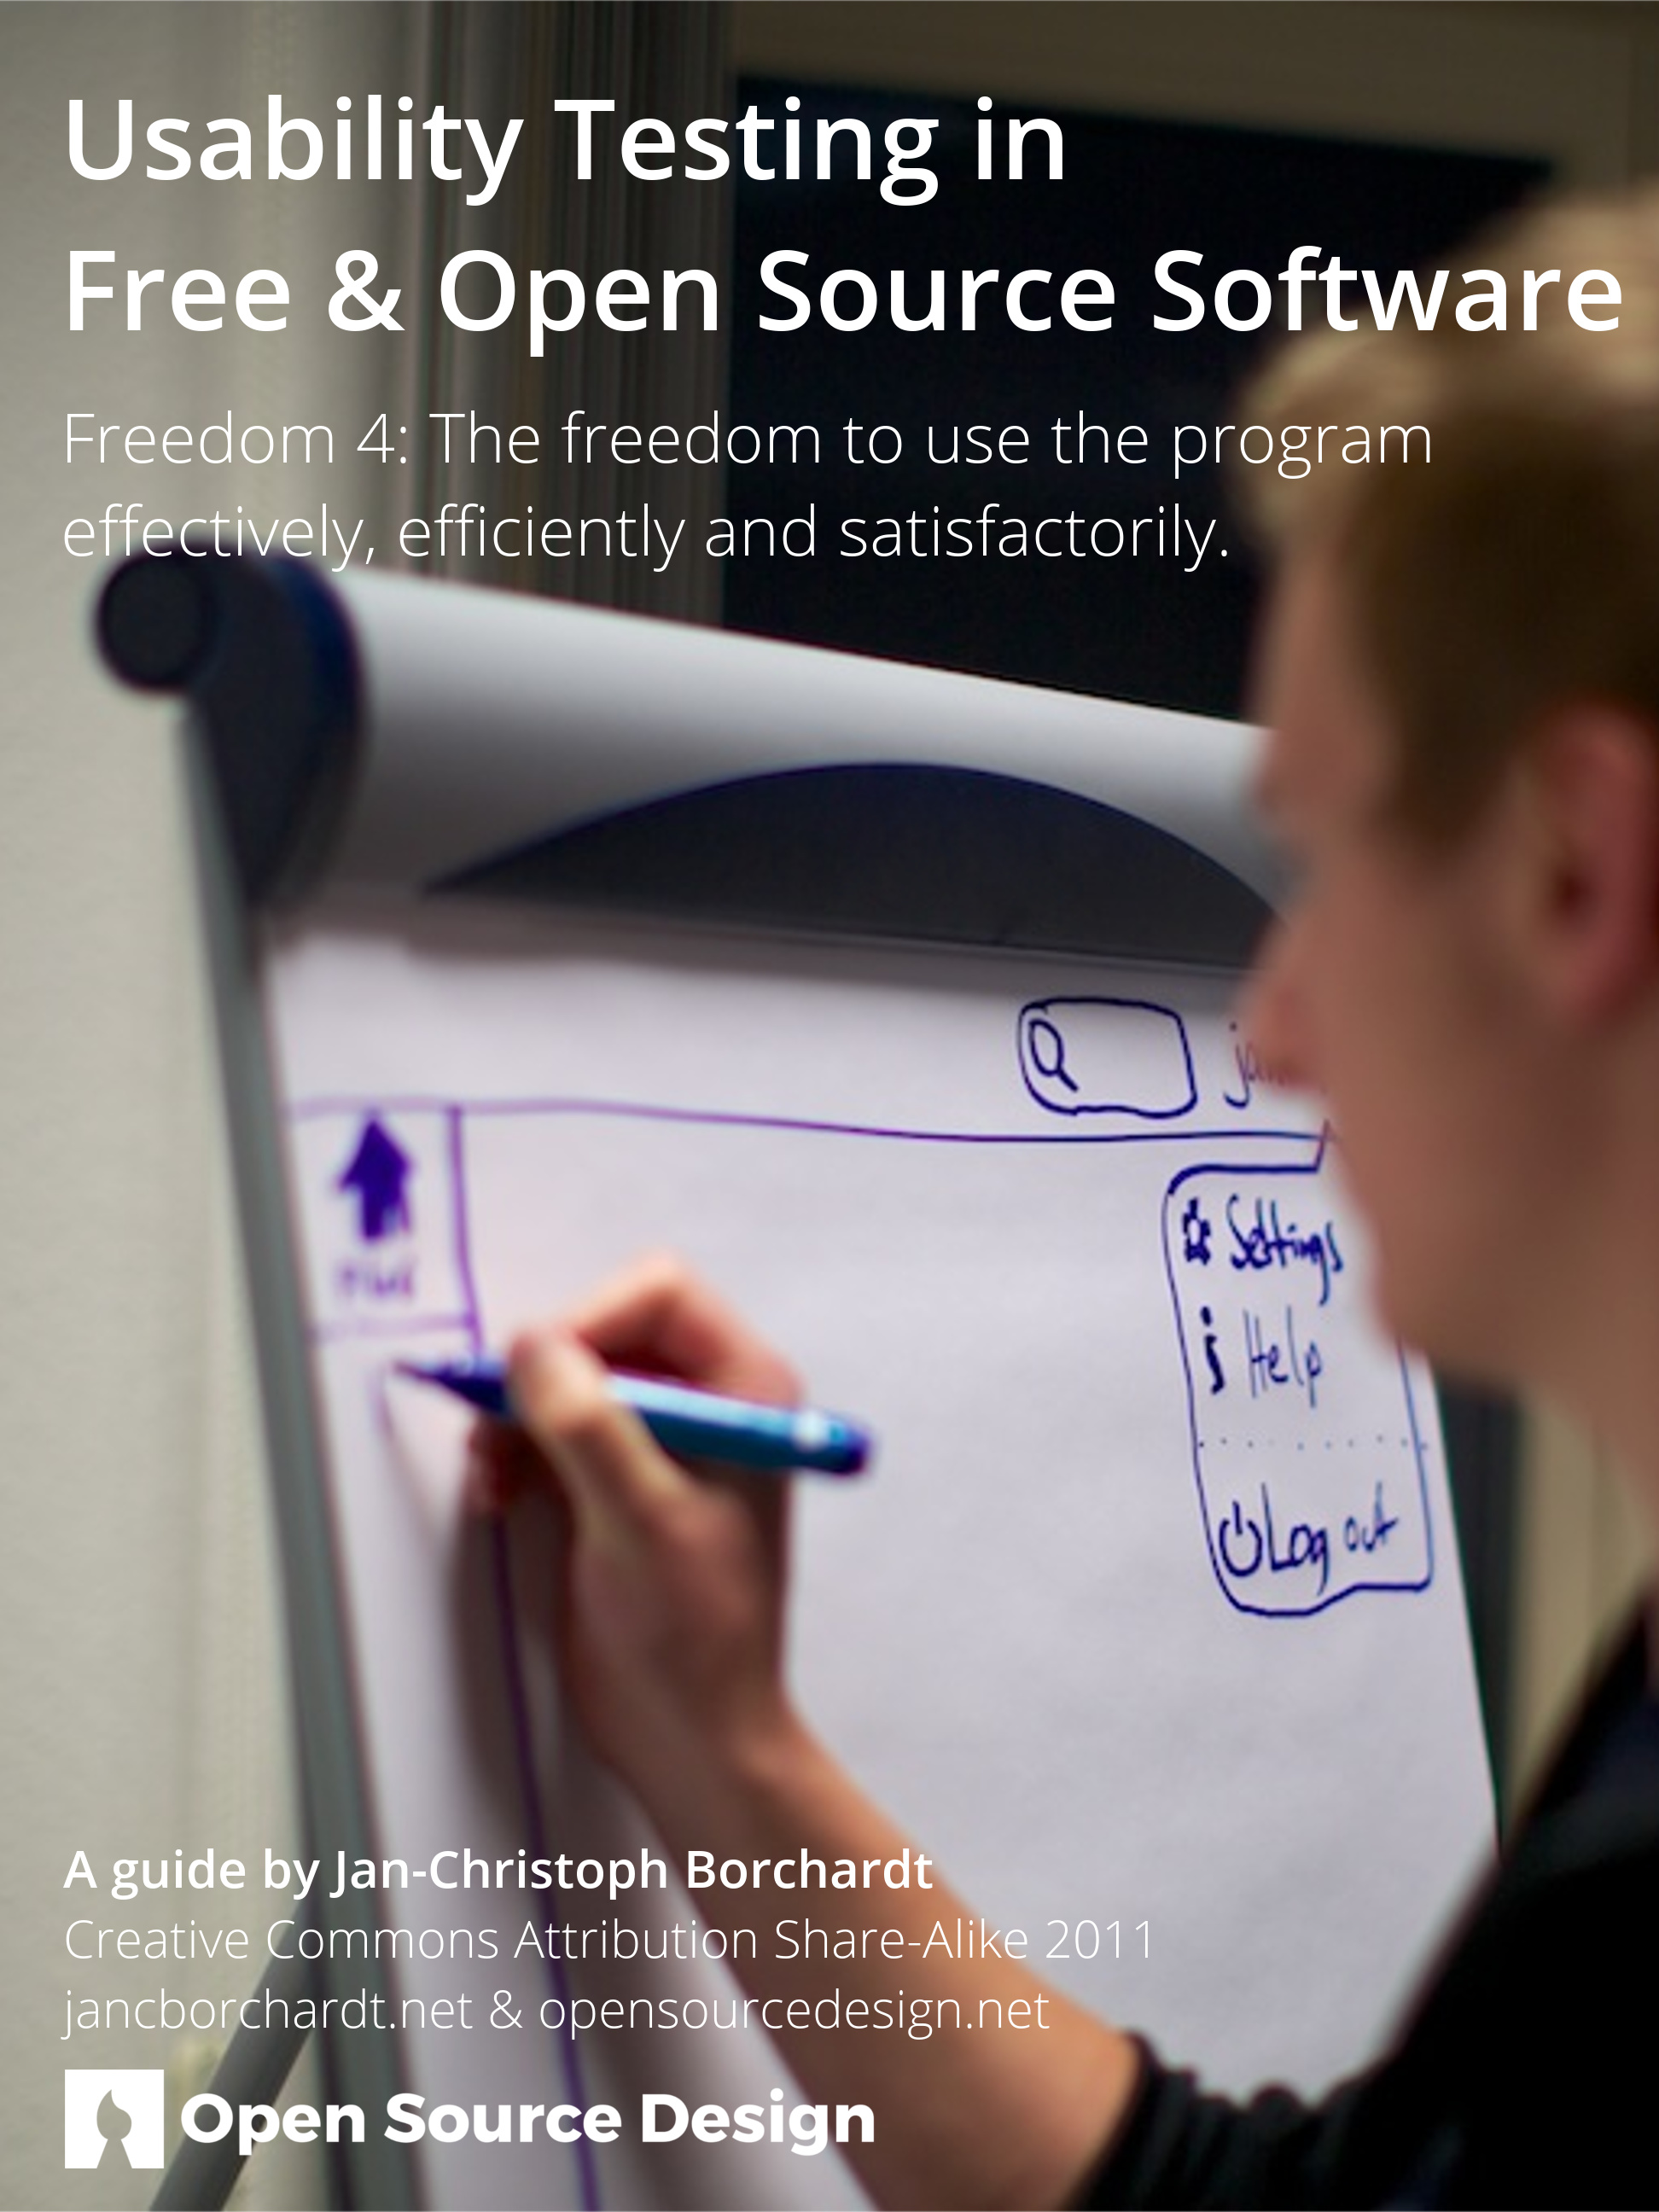 Usability Testing in
Free & Open Source Software
Freedom 4: The freedom to use the program
effectively, efficiently and satisfactorily.
Settings
Help
Log out
A guide by Jan-Christoph Borchardt
Creative Commons Attribution Share-Alike 2011
jancborchardt.net & opensourcedesign.net
Open Source Design